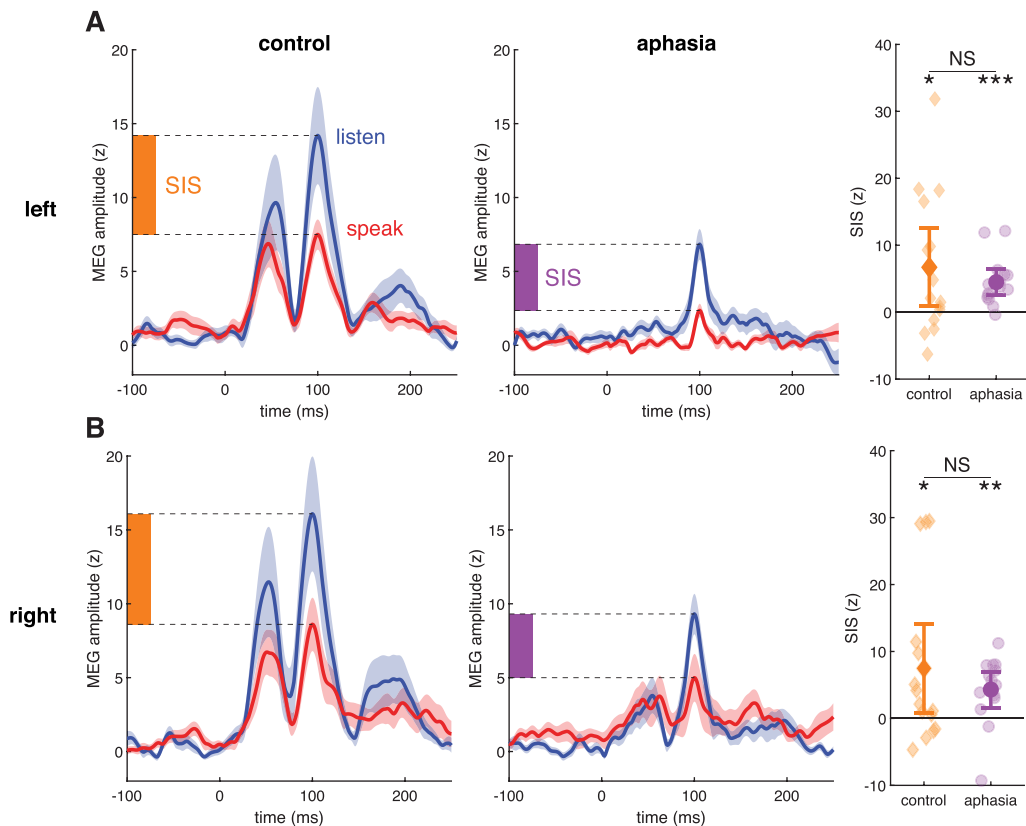 A
control
aphasia
left
MEG amplitude (z)
20
15
10
5
0
listen
SIS
speak
-100
0
100
200
time (ms)
MEG amplitude (z)
20
15
10
5
0
SIS
-100
0
100
200
time (ms)
SIS (z)
40
30
20
10
0
-10
NS
* ***
control aphasia
B
right
MEG amplitude (z)
20
15
10
5
0
-100
0
100
200
time (ms)
MEG amplitude (z)
20
15
10
5
0
-100
0
100
200
time (ms)
SIS (z)
40
30
20
10
0
-10
NS
* **
control aphasia